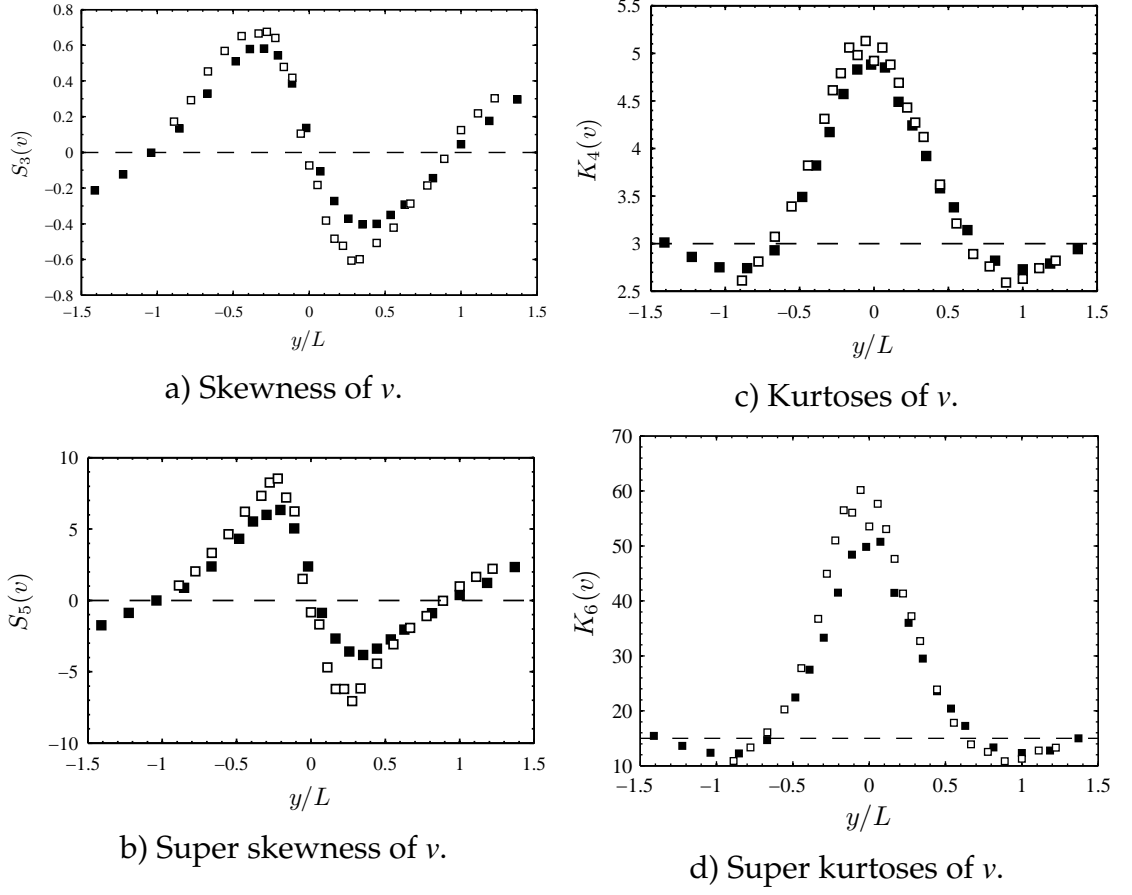 0.8
0.6
0.4
0.2
0
−0.2
−0.4
−0.6
0.8
S₃(v)
−1.5 −1 −0.5 0 0.5 1 1.5
y/L
a) Skewness of v.
5.5
5
4.5
4
3.5
3
2.5
K₄(v)
−1.5 −1 −0.5 0 0.5 1 1.5
y/L
c) Kurtoses of v.
10
5
0
−5
−10
S₅(v)
−1.5 −1 −0.5 0 0.5 1 1.5
y/L
b) Super skewness of v.
70
60
50
40
30
20
10
K₆(v)
−1.5 −1 −0.5 0 0.5 1 1.5
y/L
d) Super kurtoses of v.